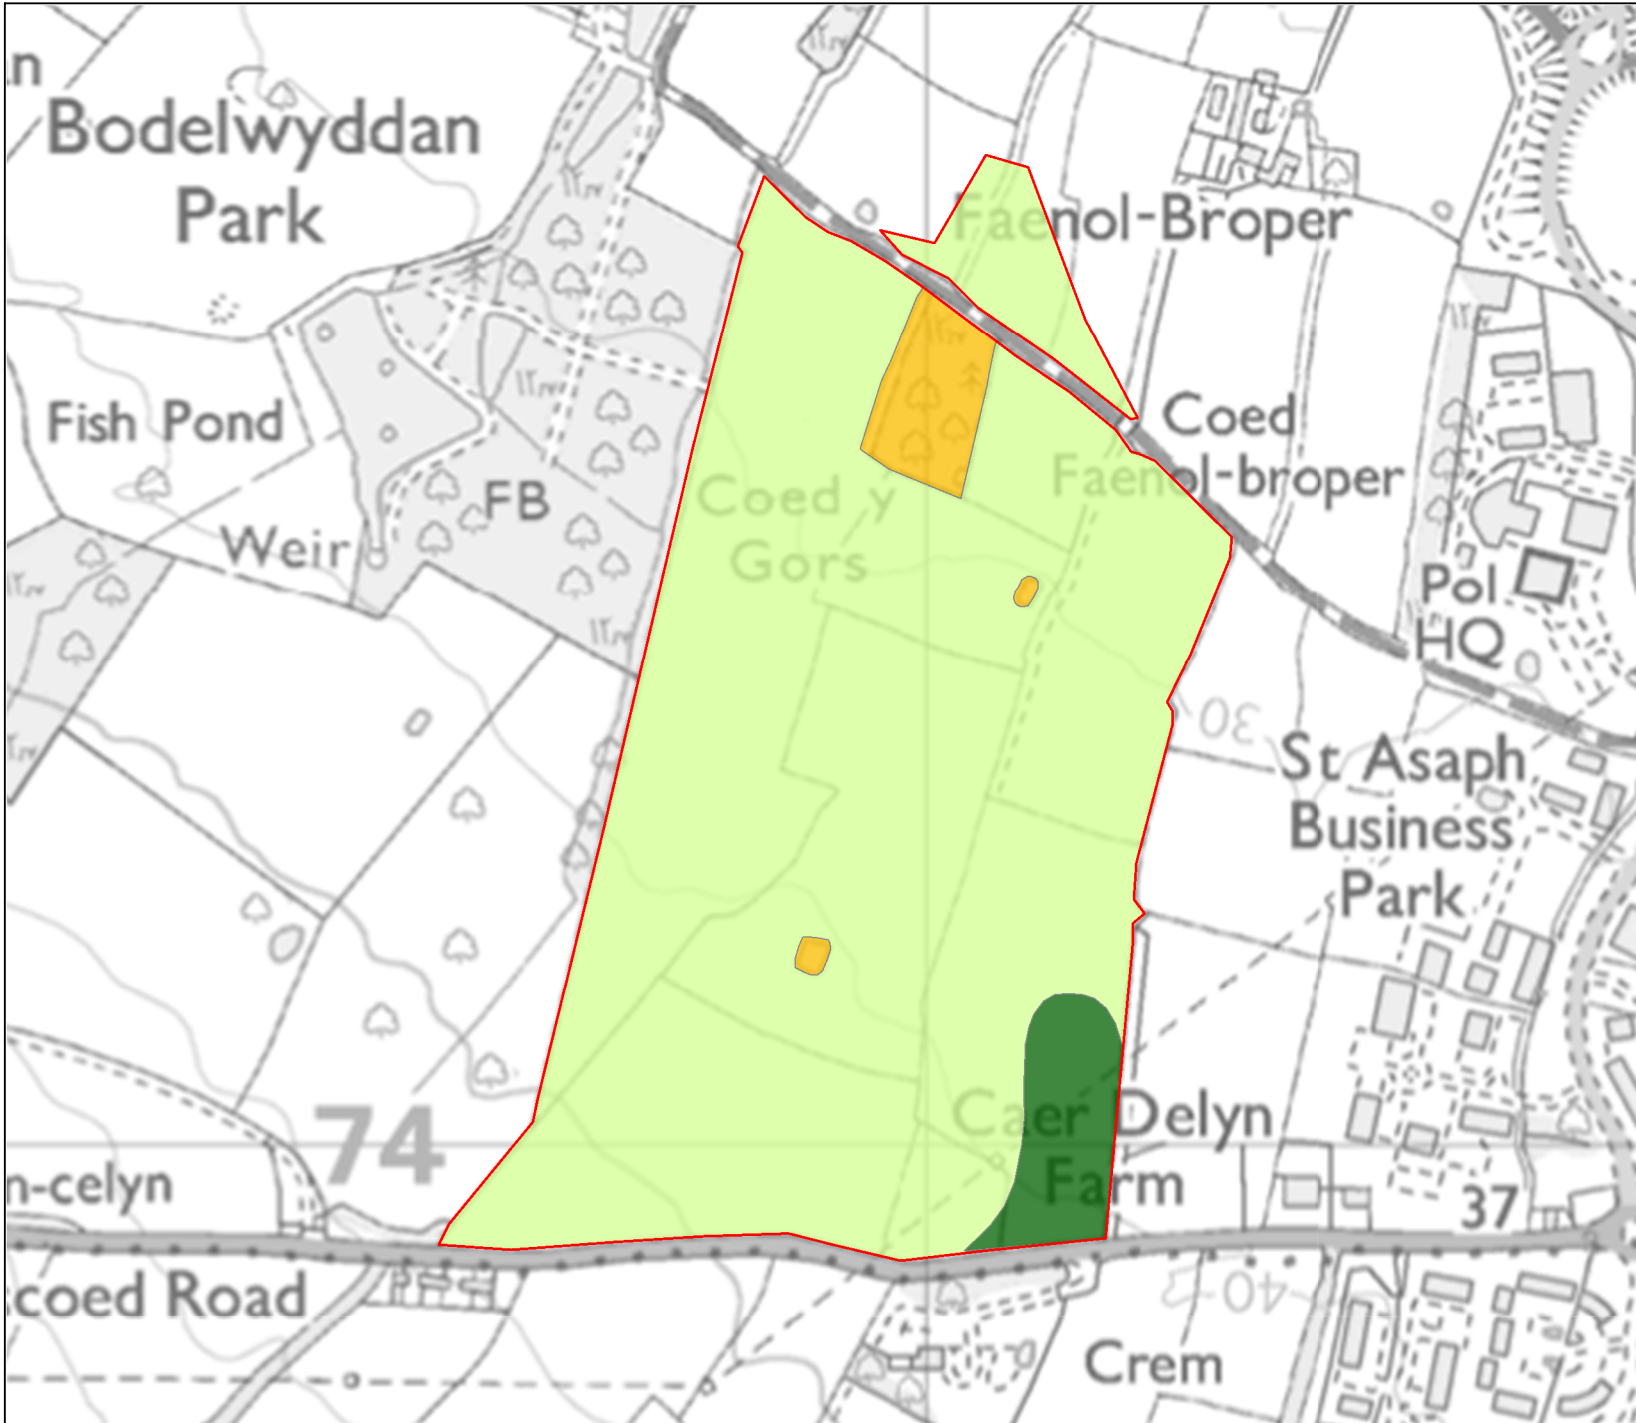 n
Bodelwyddan
Park
Faenol-Broper
Fish Pond
Coed
Faenol-broper
FB
Weir
Coed y
Gors
Pol
HQ
30
St Asaph
Business
Park
74
Caer Delyn
Farm
n-celyn
37
coed Road
40
Crem